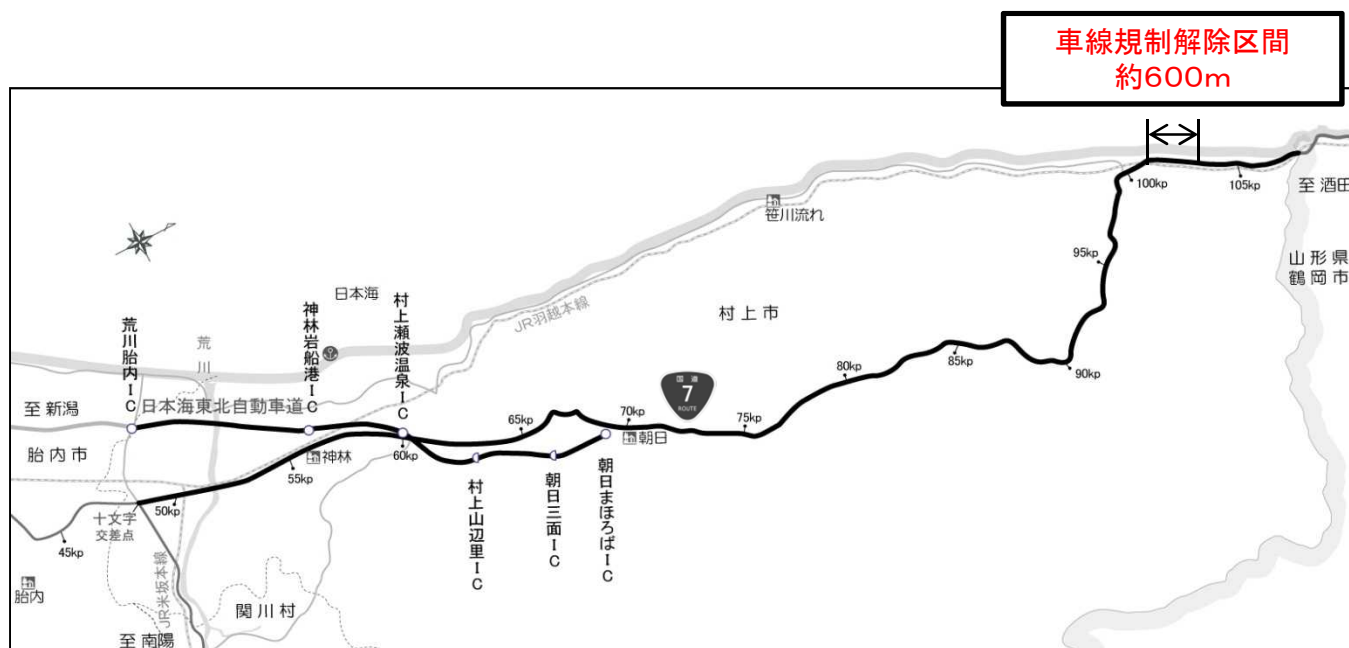 車線規制解除区間
約600m
100kp
105kp
至 酒田
笹川流れ
95kp
山形県
鶴岡市
日本海
村上瀬波温泉IC
神林岩船港IC
荒川胎内IC
荒川
JR羽越本線
村上市
80kp
85kp
90kp
国道
7
ROUTE
至 新潟
日本海東北自動車道
65kp
70kp
75kp
朝日
胎内市
神林
60kp
55kp
村上山辺里IC
朝日三面IC
朝日まほろばIC
50kp
十文字
交差点
45kp
JR米坂本線
胎内
関川村
至 南陽